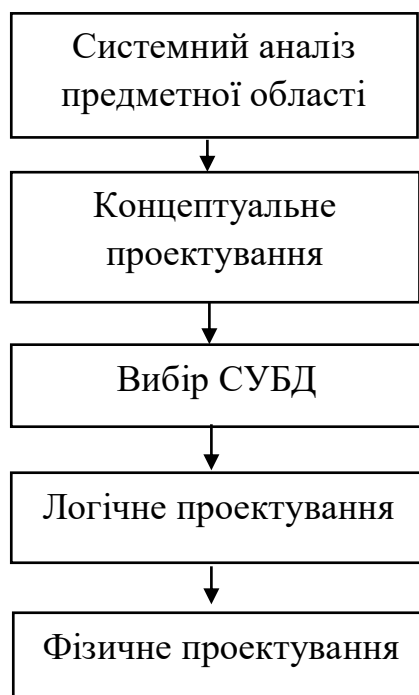 Системний аналіз
предметної області
Концептуальне
проектування
Вибір СУБД
Логічне проектування
Фізичне проектування